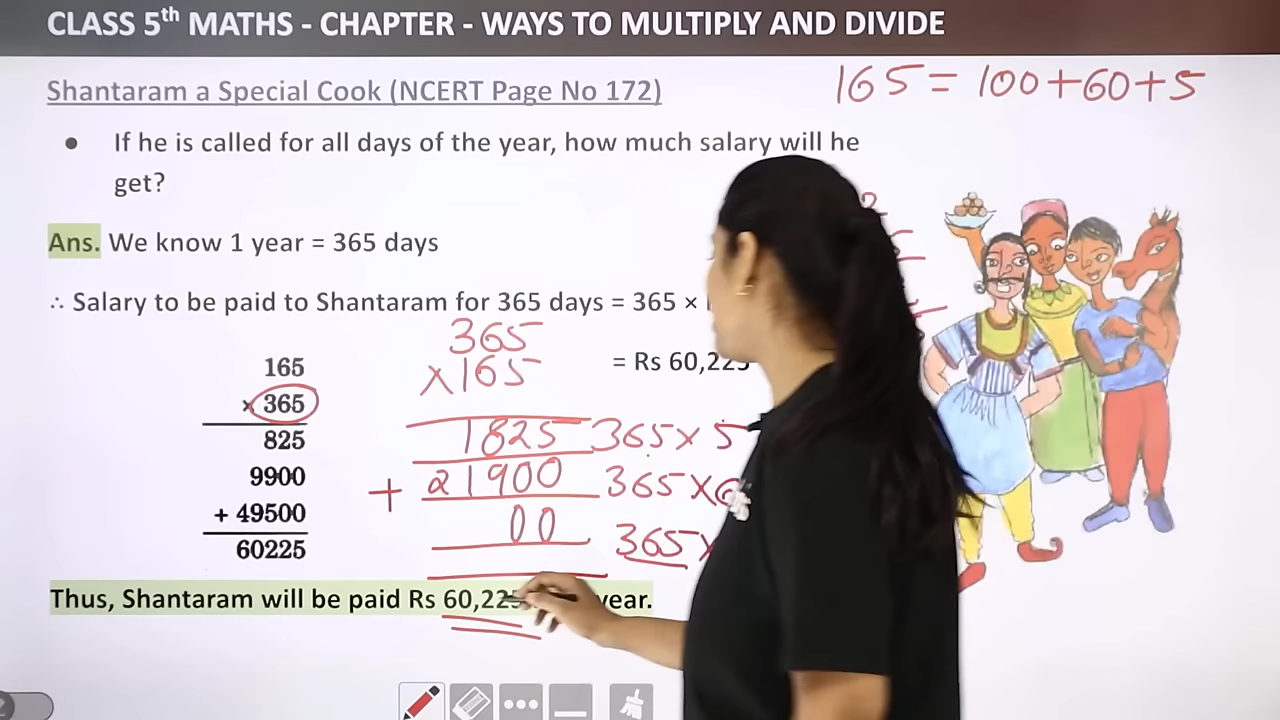 CLASS 5th MATHS - CHAPTER - WAYS TO MULTIPLY AND DIVIDE
Shantaram a Special Cook (NCERT Page No 172)
165 = 100+60+5
• If he is called for all days of the year, how much salary will he
get?
Ans. We know 1 year = 365 days
∴ Salary to be paid to Shantaram for 365 days = 365 ×
= Rs 60,225
165
× 365
825
9900
+ 49500
60225
365
×165
1825 365×5
+ 21900 365×
00 365×
Thus, Shantaram will be paid Rs 60,225 year.